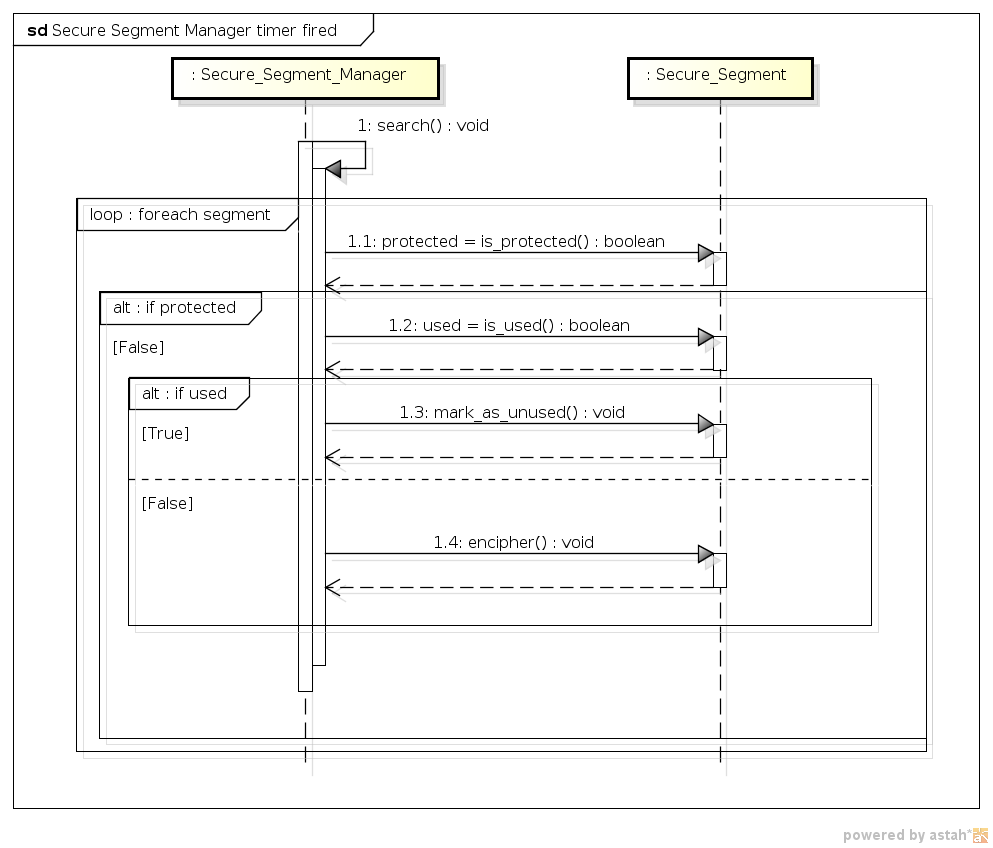 sd Secure Segment Manager timer fired
: Secure_Segment_Manager
: Secure_Segment
1: search() : void
loop : foreach segment
1.1: protected = is_protected() : boolean
alt : if protected
1.2: used = is_used() : boolean
[False]
alt : if used
1.3: mark_as_unused() : void
[True]
[False]
1.4: encipher() : void
powered by astah*